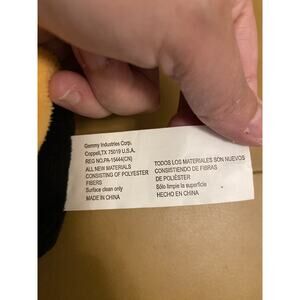 Gemmy Industries Corp.
Coppell,TX 75019 U.S.A.
REG NO.PA-15444(CN)
ALL NEW MATERIALS
CONSISTING OF POLYESTER
FIBERS
Surface clean only
MADE IN CHINA
TODOS LOS MATERIALES SON NUEVOS
CONSISTIENDO DE FIBRAS
DE POLIÉSTER
Sólo limpie la superficie
HECHO EN CHINA